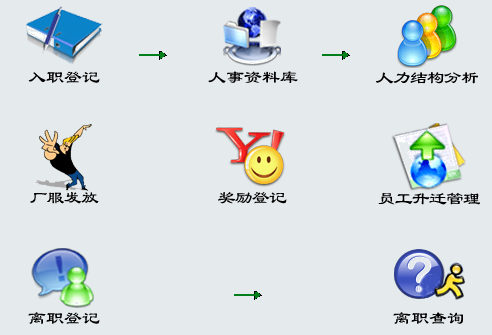 入职登记
人事资料库
人力结构分析
厂服发放
Y!
奖励登记
员工升迁管理
离职登记
离职查询